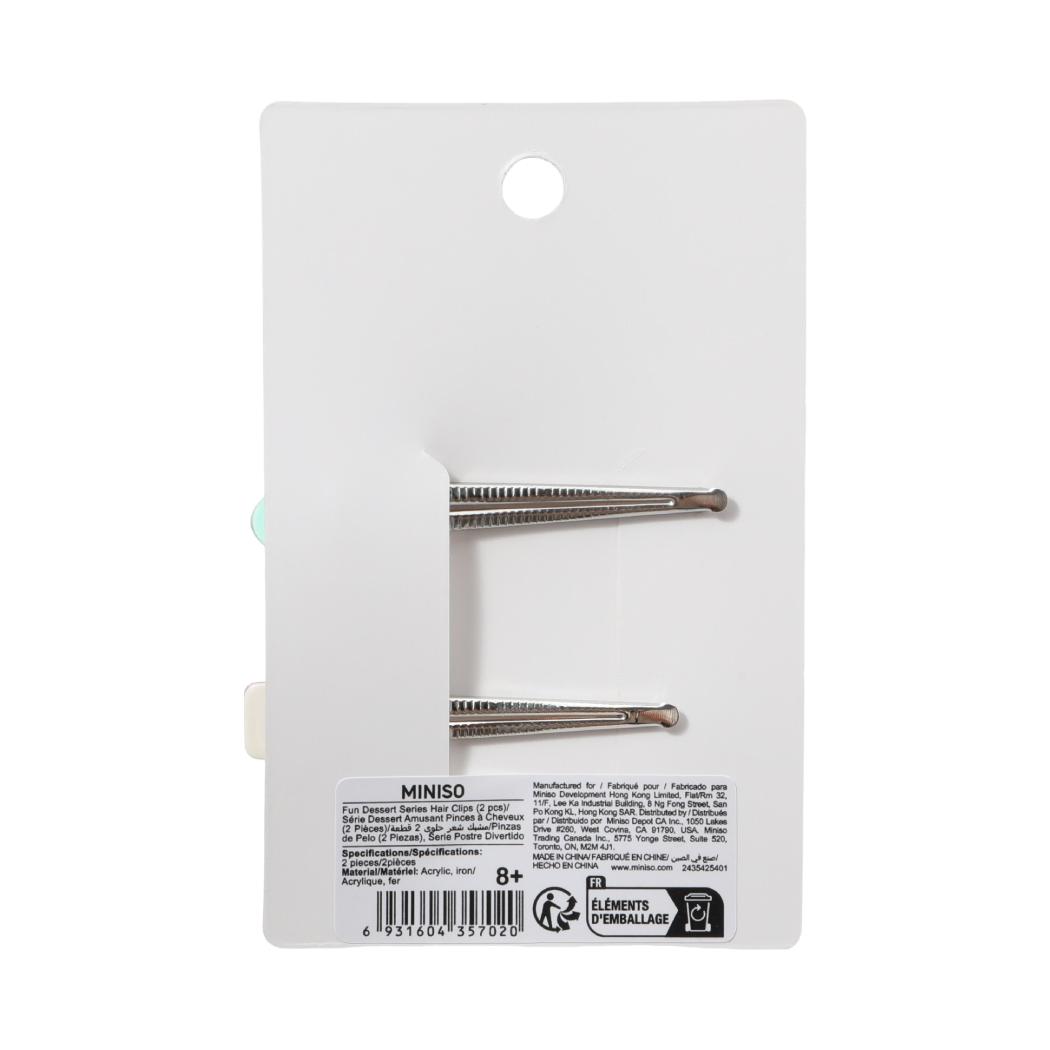 MINISO
Fun Dessert Series Hair Clips (2 pcs)/
Série Dessert Amusant Pinces à Cheveux
(2 Pièces)/مشبك شعر حلوى 2 قطعة/Pinzas
de Pelo (2 Piezas), Serie Postre Divertido
Specifications/Spécifications:
2 pieces/2pièces
Material/Matériel: Acrylic, iron/
Acrylique, fer
8+
6 931604 357020
Manufactured for / Fabriqué pour / Fabricado para
Miniso Development Hong Kong Limited, Flat/Rm 32,
11/F, Lee Ka Industrial Building, 8 Ng Fong Street, San
Po Kong KL, Hong Kong SAR. Distributed by / Distribués
par / Distribuido por Miniso Depot CA Inc., 1050 Lakes
Drive #260, West Covina, CA 91790, USA. Miniso
Trading Canada Inc., 5775 Yonge Street, Suite 520,
Toronto, ON, M2M 4J1.
MADE IN CHINA/ FABRIQUÉ EN CHINE/ صنع في الصين/
HECHO EN CHINA www.miniso.com 2435425401
FR
ÉLÉMENTS
D'EMBALLAGE